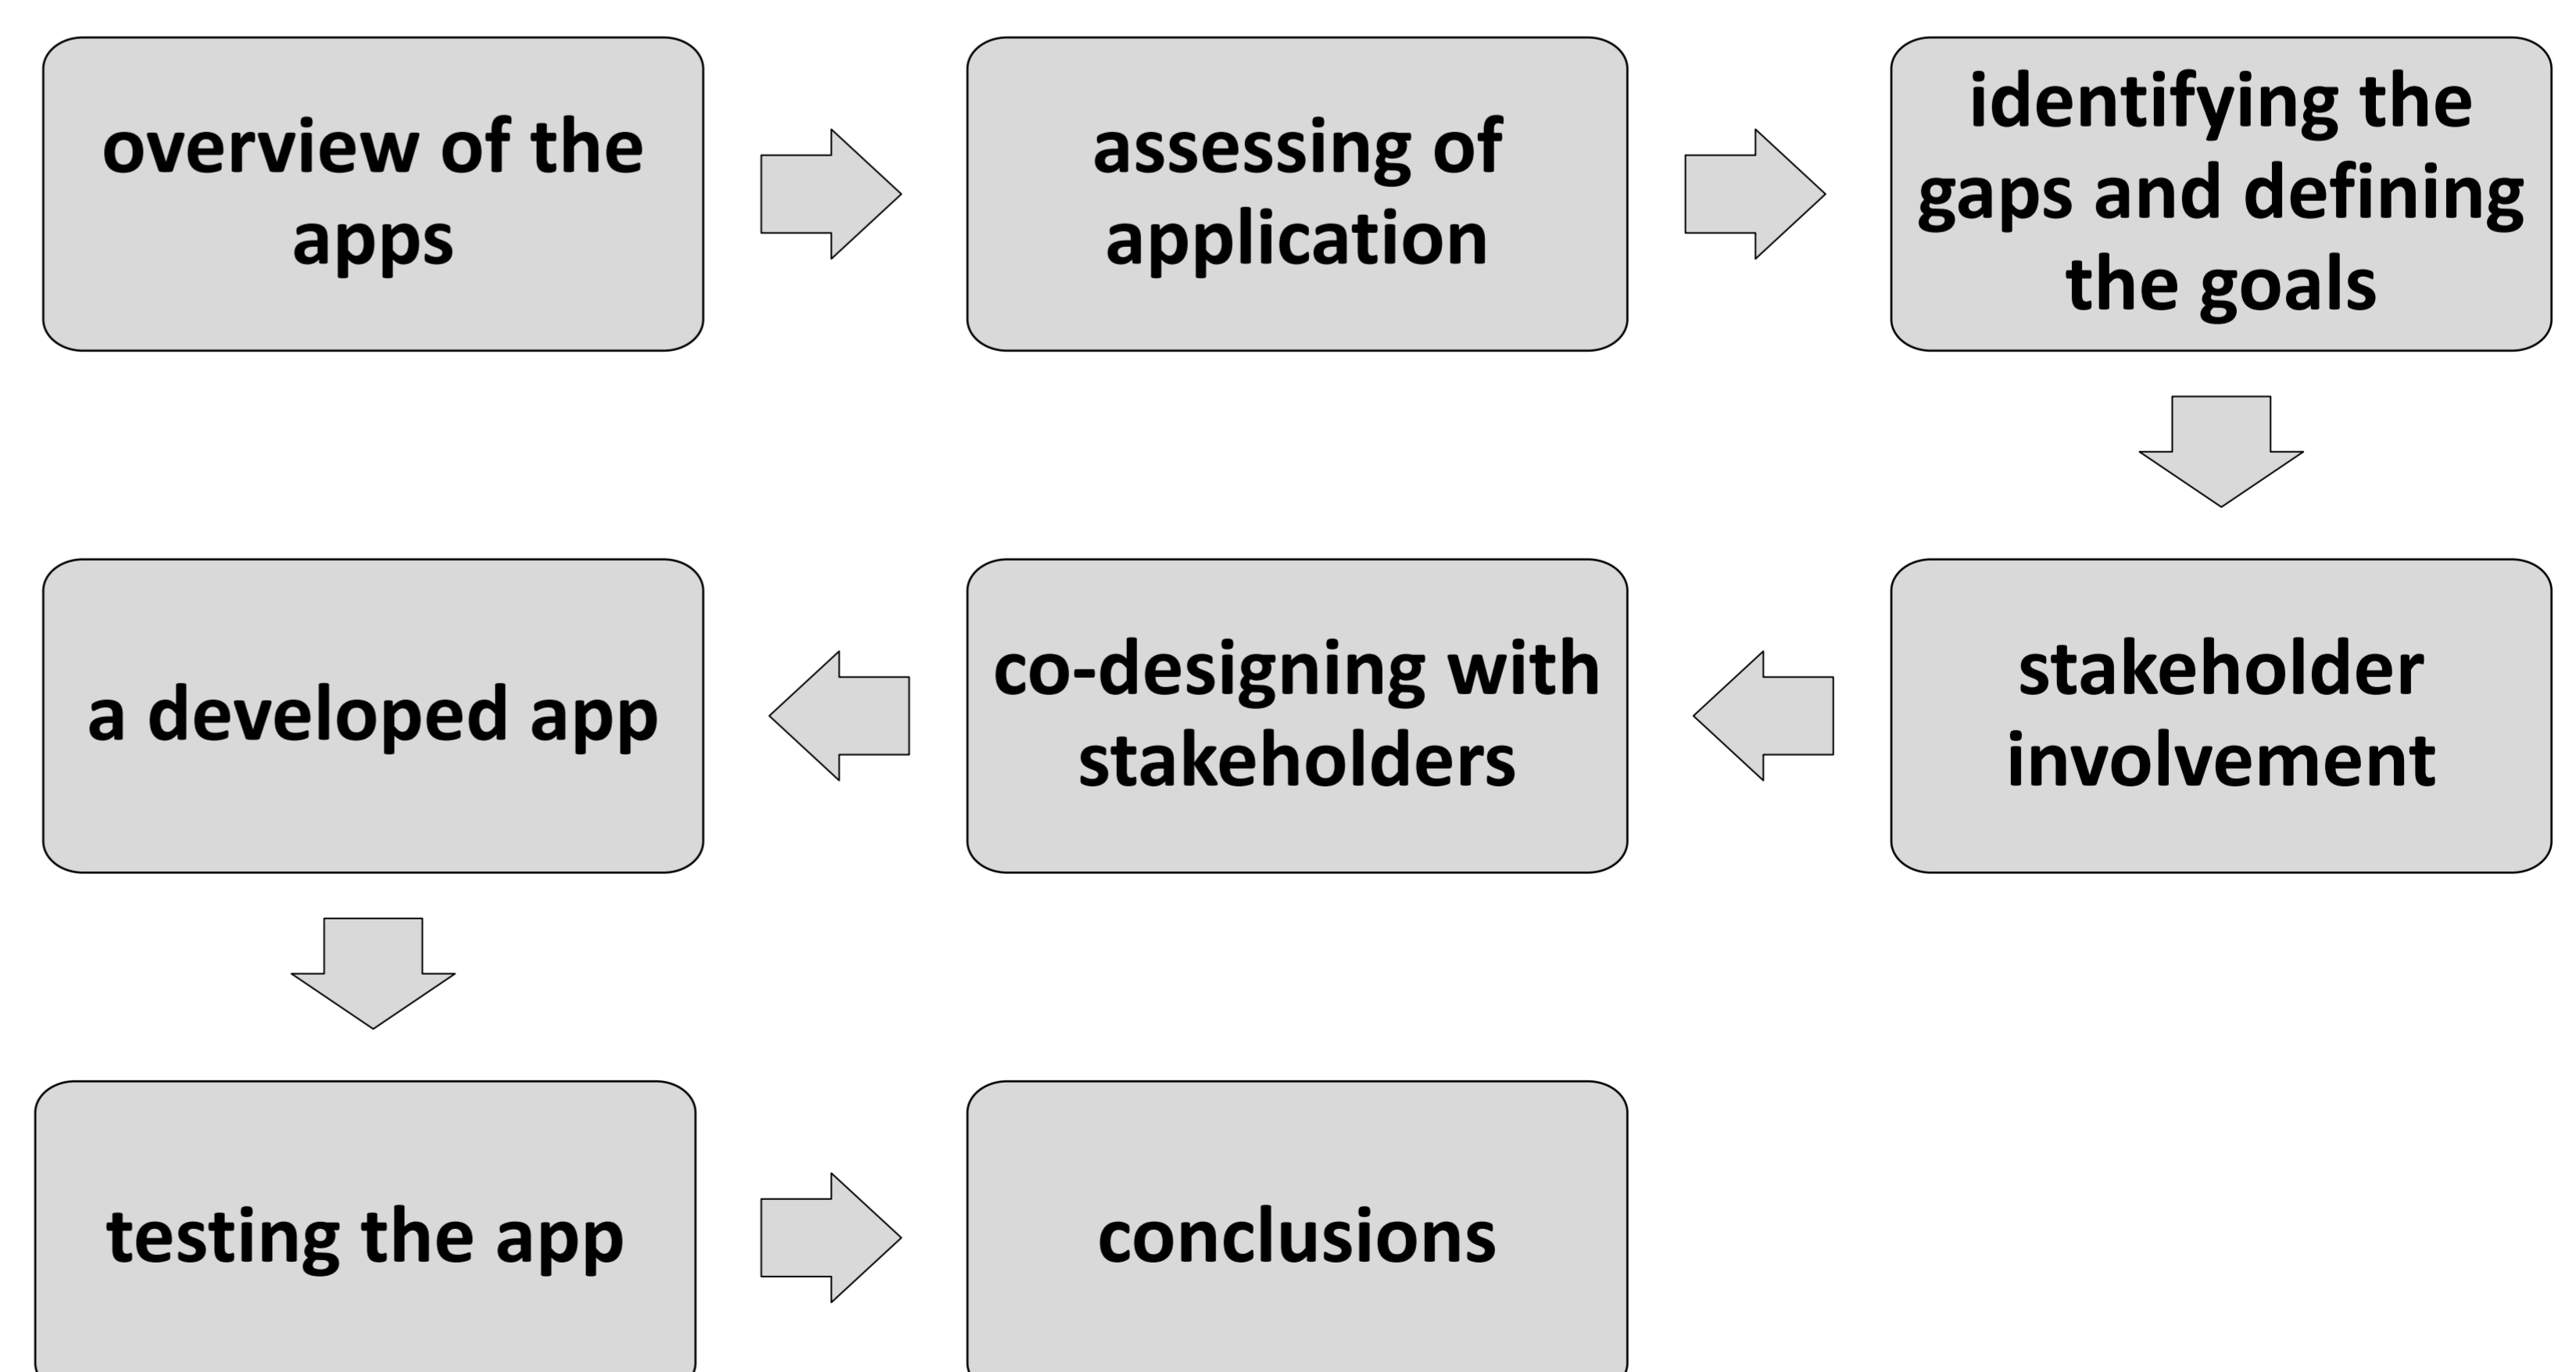 overview of the
apps
assessing of
application
identifying the
gaps and defining
the goals
stakeholder
involvement
co-designing with
stakeholders
a developed app
testing the app
conclusions